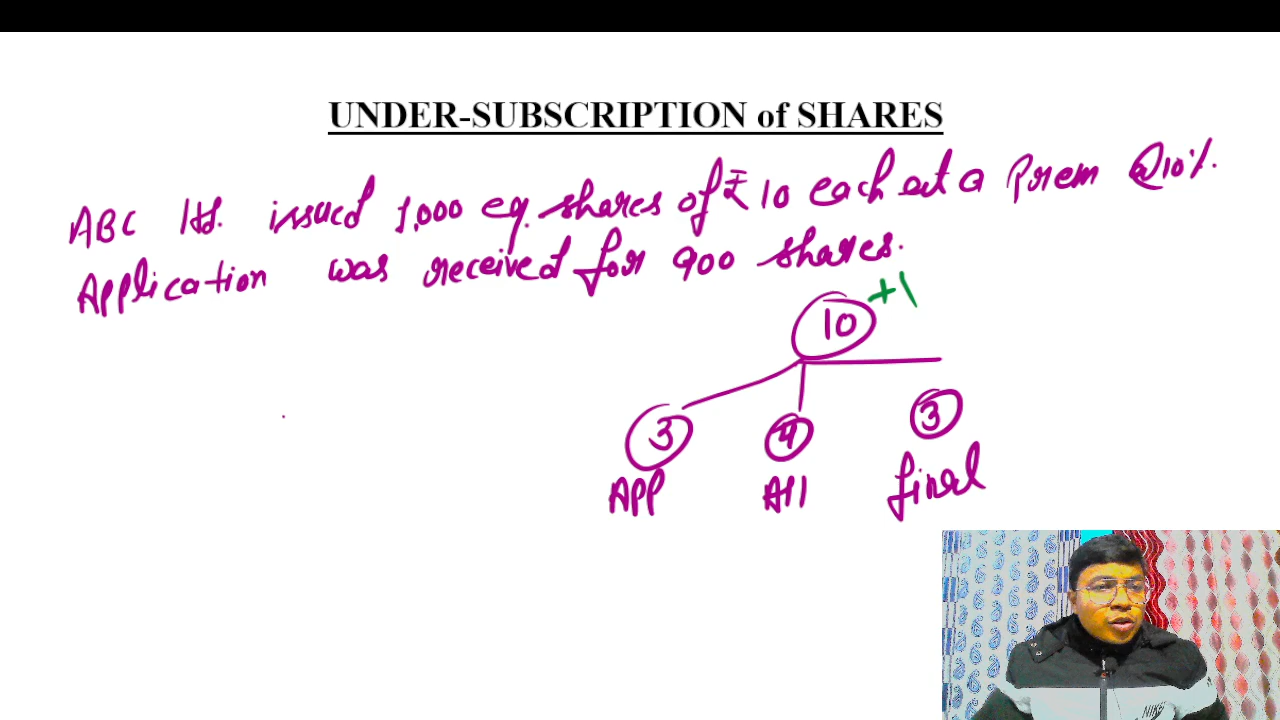 UNDER-SUBSCRIPTION of SHARES
ABC ltd. issued 1,000 eq. shares of ₹ 10 each at a Prem @10%.
Application was received for 900 shares.
10 +1
3 4 3
APP All final
NIKE